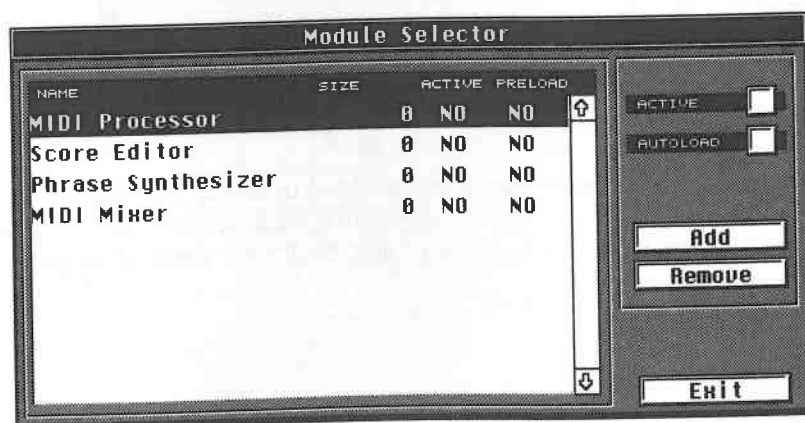 Module Selector
NAME SIZE ACTIVE PRELOAD
MIDI Processor 0 NO NO
Score Editor 0 NO NO
Phrase Synthesizer 0 NO NO
MIDI Mixer 0 NO NO
ACTIVE
AUTOLOAD
Add
Remove
Exit